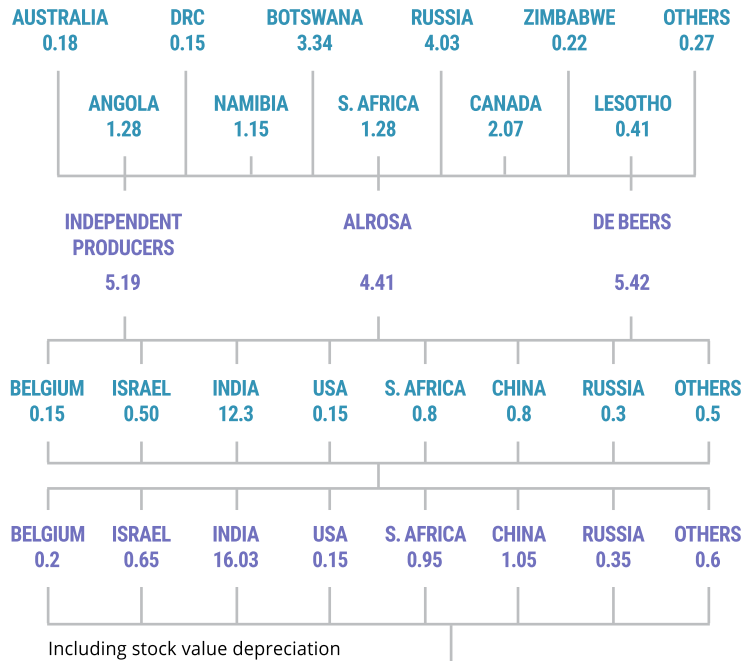 AUSTRALIA DRC BOTSWANA RUSSIA ZIMBABWE OTHERS
0.18 0.15 3.34 4.03 0.22 0.27
ANGOLA NAMIBIA S. AFRICA CANADA LESOTHO
1.28 1.15 1.28 2.07 0.41
INDEPENDENT PRODUCERS ALROSA DE BEERS
5.19 4.41 5.42
BELGIUM ISRAEL INDIA USA S. AFRICA CHINA RUSSIA OTHERS
0.15 0.50 12.3 0.15 0.8 0.8 0.3 0.5
BELGIUM ISRAEL INDIA USA S. AFRICA CHINA RUSSIA OTHERS
0.2 0.65 16.03 0.15 0.95 1.05 0.35 0.6
Including stock value depreciation